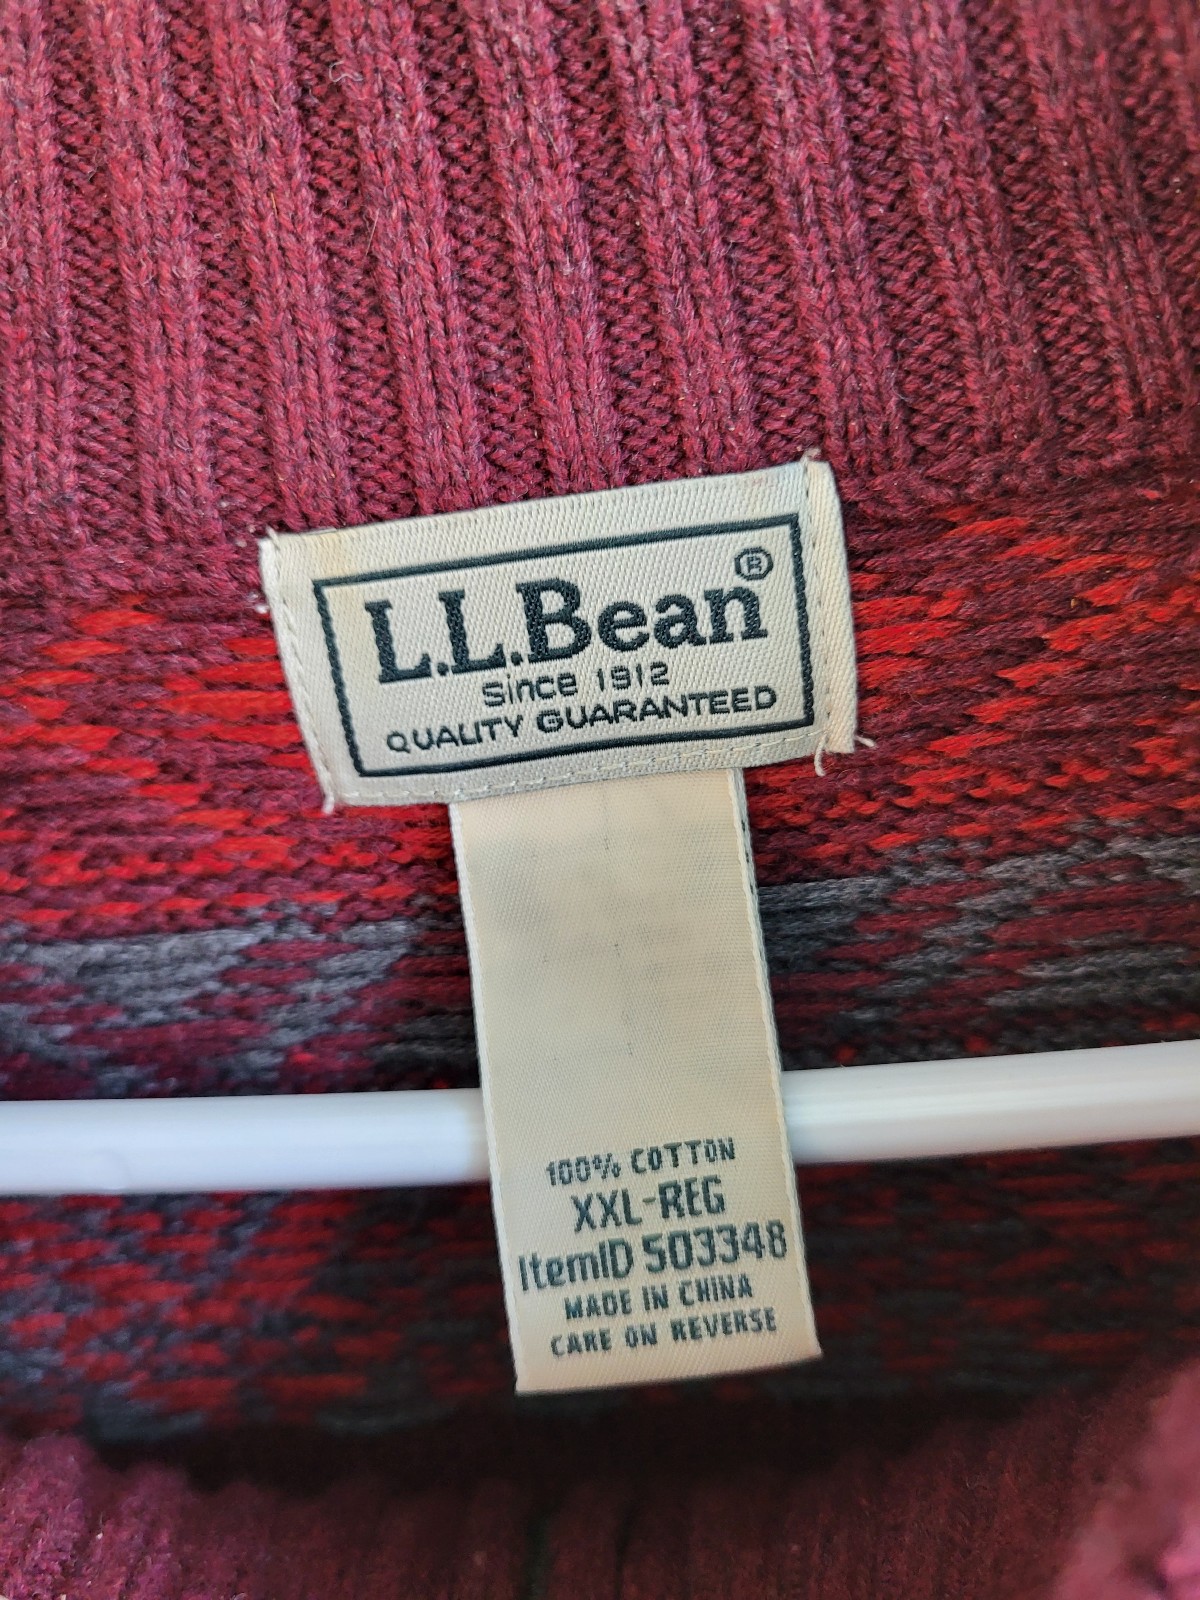 L.L.Bean®
Since 1912
QUALITY GUARANTEED
100% COTTON
XXL-REG
ItemID 503348
MADE IN CHINA
CARE ON REVERSE